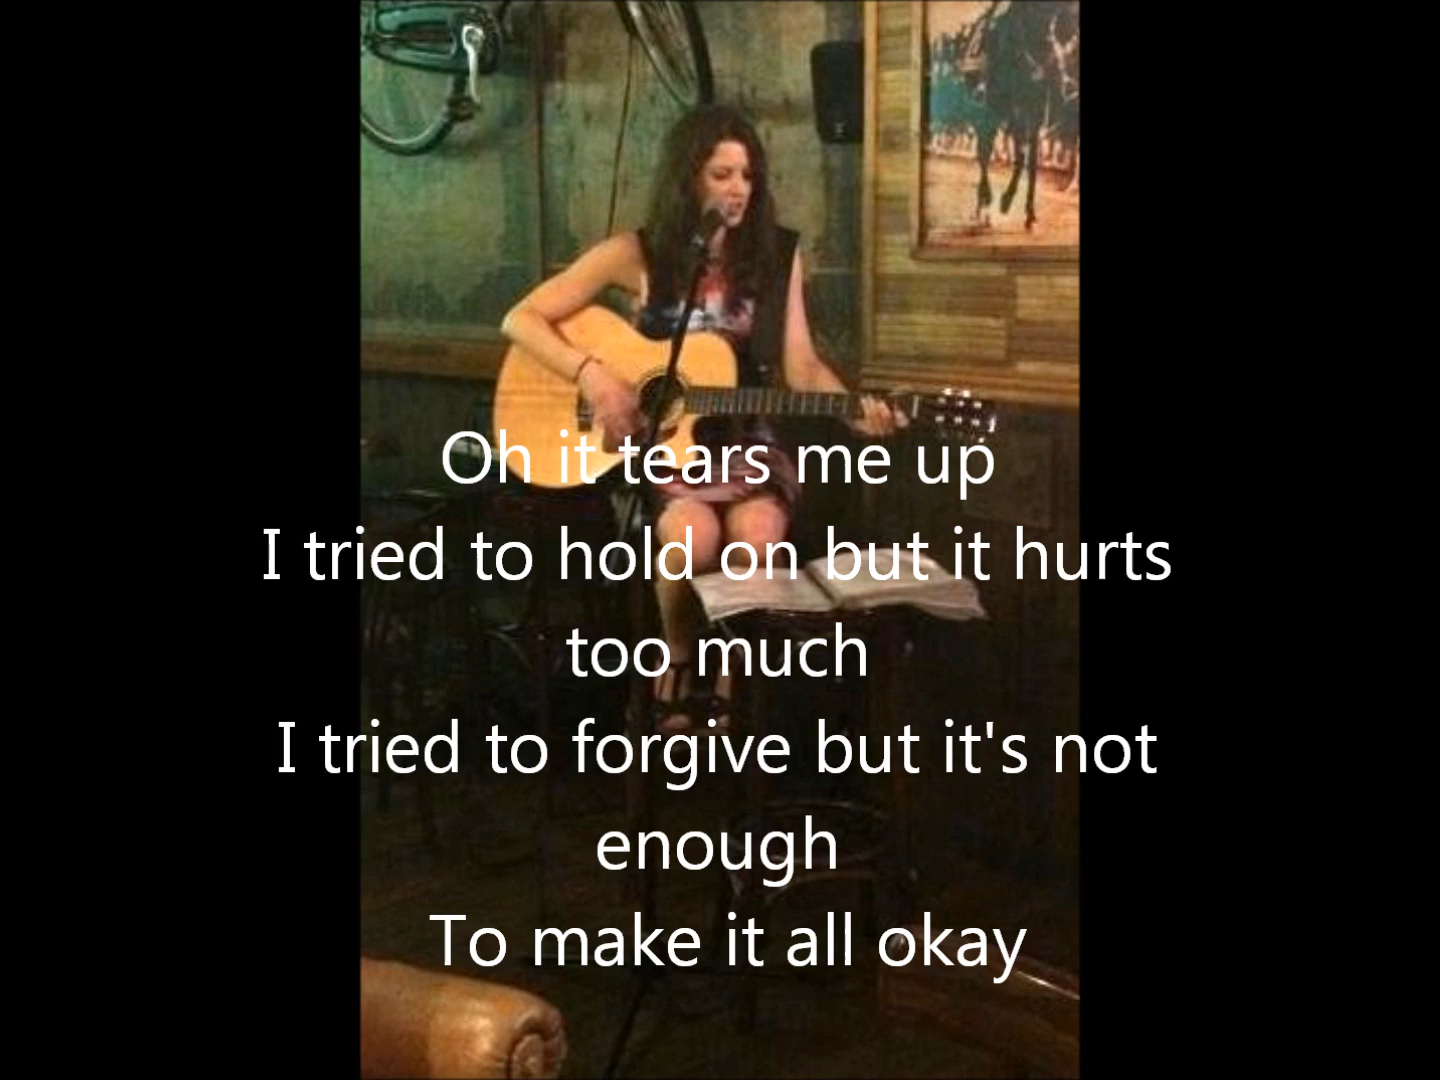 Oh it tears me up
I tried to hold on but it hurts
too much
I tried to forgive but it's not
enough
To make it all okay